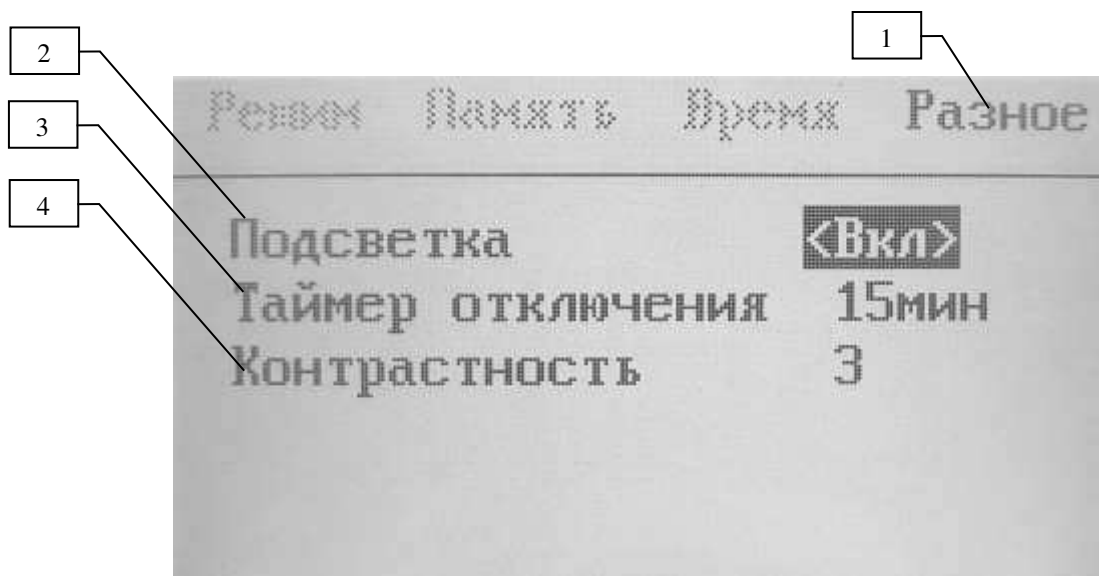 1
2
Режим Память Время Разное
3
4
Подсветка <Вкл>
Таймер отключения 15мин
Контрастность 3